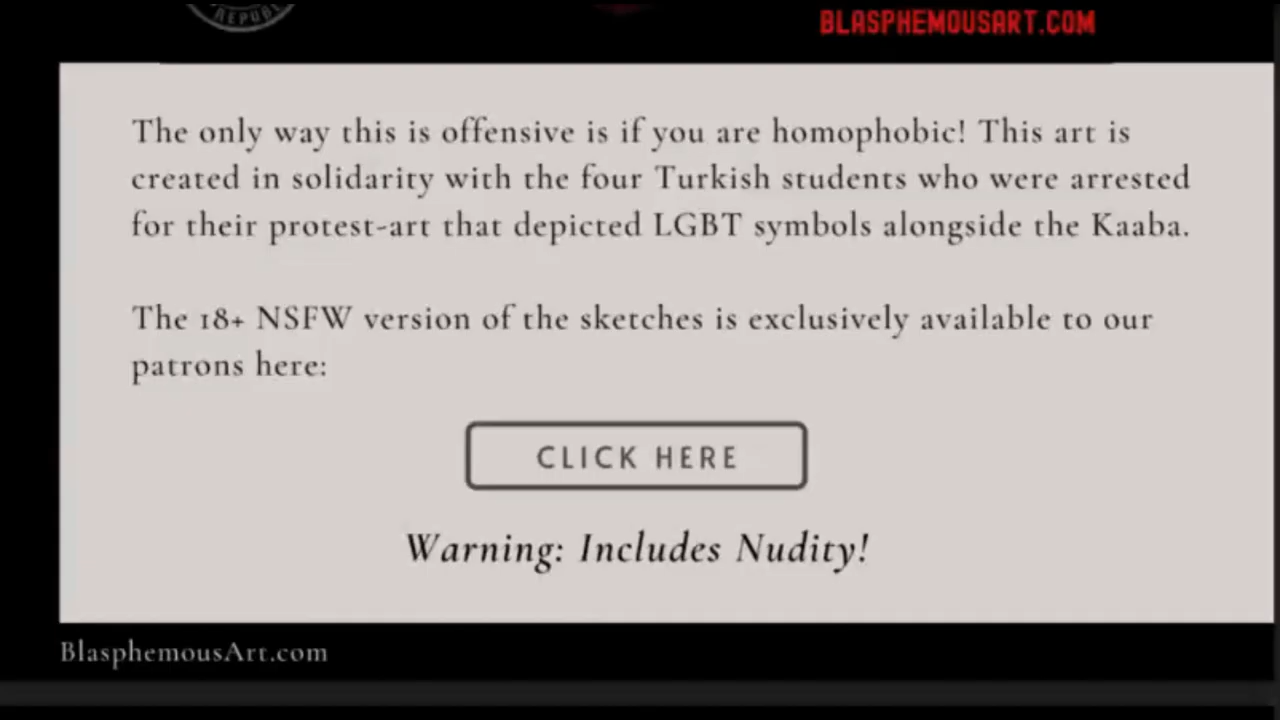 REPUB
BLASPHEMOUSART.COM
The only way this is offensive is if you are homophobic! This art is
created in solidarity with the four Turkish students who were arrested
for their protest-art that depicted LGBT symbols alongside the Kaaba.
The 18+ NSFW version of the sketches is exclusively available to our
patrons here:
CLICK HERE
Warning: Includes Nudity!
BlasphemousArt.com